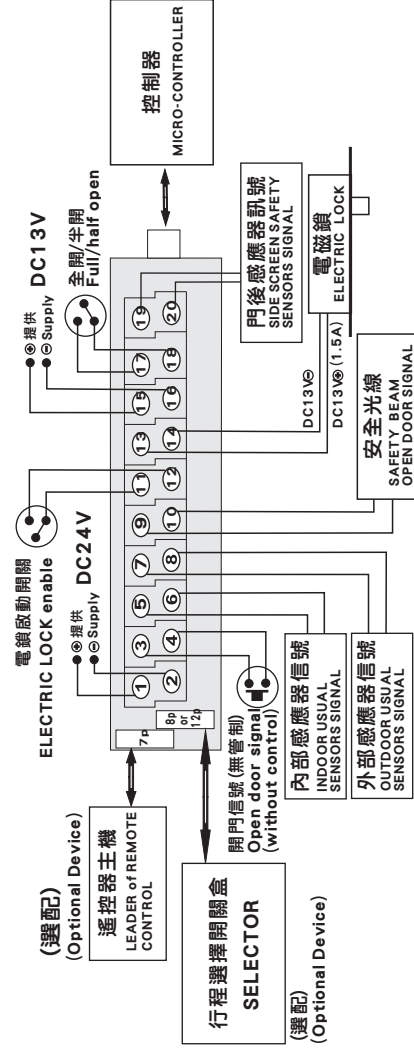 (選配)
(Optional Device)
遙控器主機
LEADER of REMOTE
CONTROL
行程選擇開關盒
SELECTOR
(選配)
(Optional Device)
7p
8p
or
12p
電鎖啟動開關
ELECTRIC LOCK enable
⊕提供
⊖Supply
DC24V
⊕提供
⊖Supply
DC13V
全開/半開
Full/half open
控制器
MICRO-CONTROLLER
1 3 5 7 9 11 13 15 17 19
2 4 6 8 10 12 14 16 18 20
開門信號(無管制)
Open door signal
(without control)
內部感應器信號
INDOOR USUAL
SENSORS SIGNAL
外部感應器信號
OUTDOOR USUAL
SENSORS SIGNAL
安全光線
SAFETY BEAM
OPEN DOOR SIGNAL
DC13V⊖
DC13V⊕(1.5A)
電磁鎖
ELECTRIC LOCK
門後感應器訊號
SIDE SCREEN SAFETY
SENSORS SIGNAL